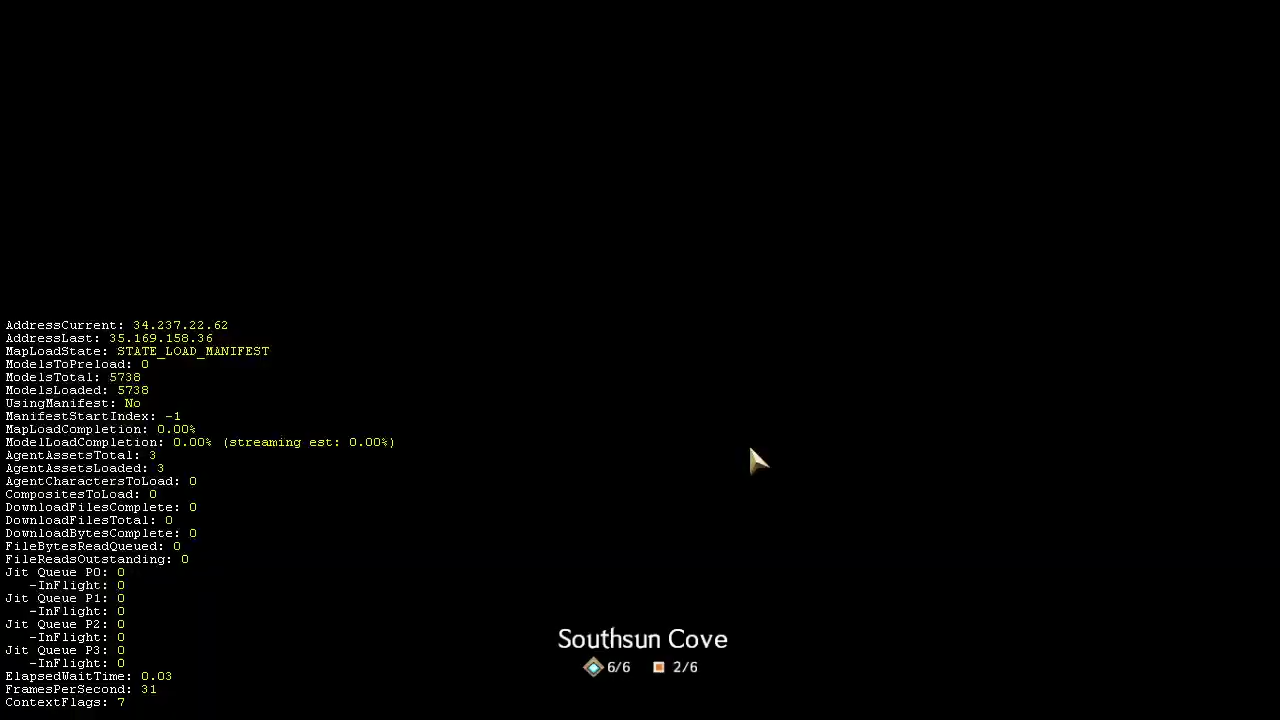 AddressCurrent: 34.237.22.62
AddressLast: 35.169.158.36
MapLoadState: STATE_LOAD_MANIFEST
ModelsToPreload: 0
ModelsTotal: 5738
ModelsLoaded: 5738
UsingManifest: No
ManifestStartIndex: -1
MapLoadCompletion: 0.00%
ModelLoadCompletion: 0.00% (streaming est: 0.00%)
AgentAssetsTotal: 3
AgentAssetsLoaded: 3
AgentCharactersToLoad: 0
CompositesToLoad: 0
DownloadFilesComplete: 0
DownloadFilesTotal: 0
DownloadBytesComplete: 0
FileBytesReadQueued: 0
FileReadsOutstanding: 0
Jit Queue P0: 0
-InFlight: 0
Jit Queue P1: 0
-InFlight: 0
Jit Queue P2: 0
-InFlight: 0
Jit Queue P3: 0
-InFlight: 0
ElapsedWaitTime: 0.03
FramesPerSecond: 31
ContextFlags: 7
Southsun Cove
6/6 2/6